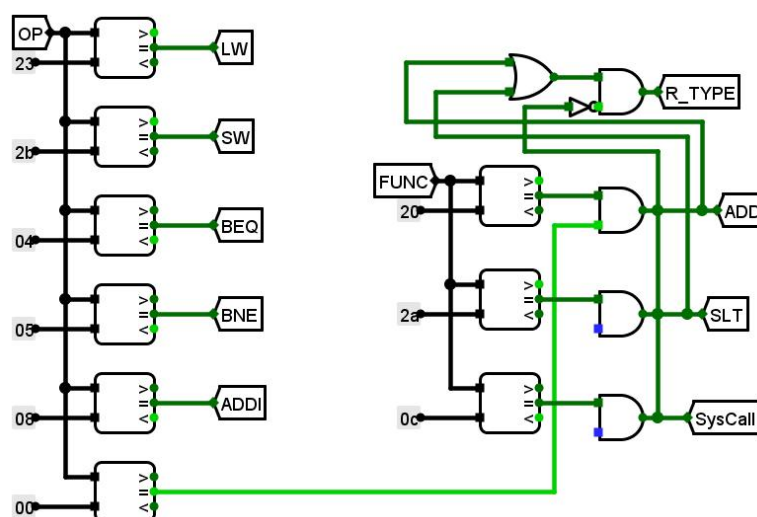 OP
>
=
<
LW
23
>
=
<
SW
2b
>
=
<
BEQ
04
>
=
<
BNE
05
>
=
<
ADDI
08
>
=
<
00
R_TYPE
FUNC
>
=
<
20
ADD
>
=
<
2a
SLT
>
=
<
0c
SysCall